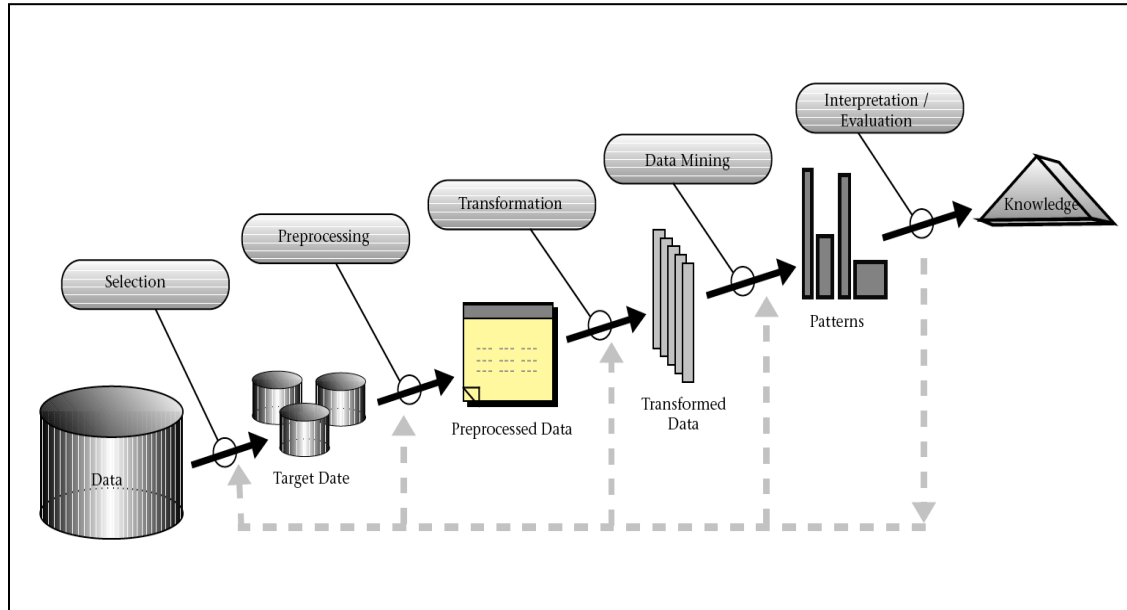 Interpretation /
Evaluation
Data Mining
Transformation
Preprocessing
Selection
Knowledge
Patterns
Transformed
Data
Preprocessed Data
Target Date
Data